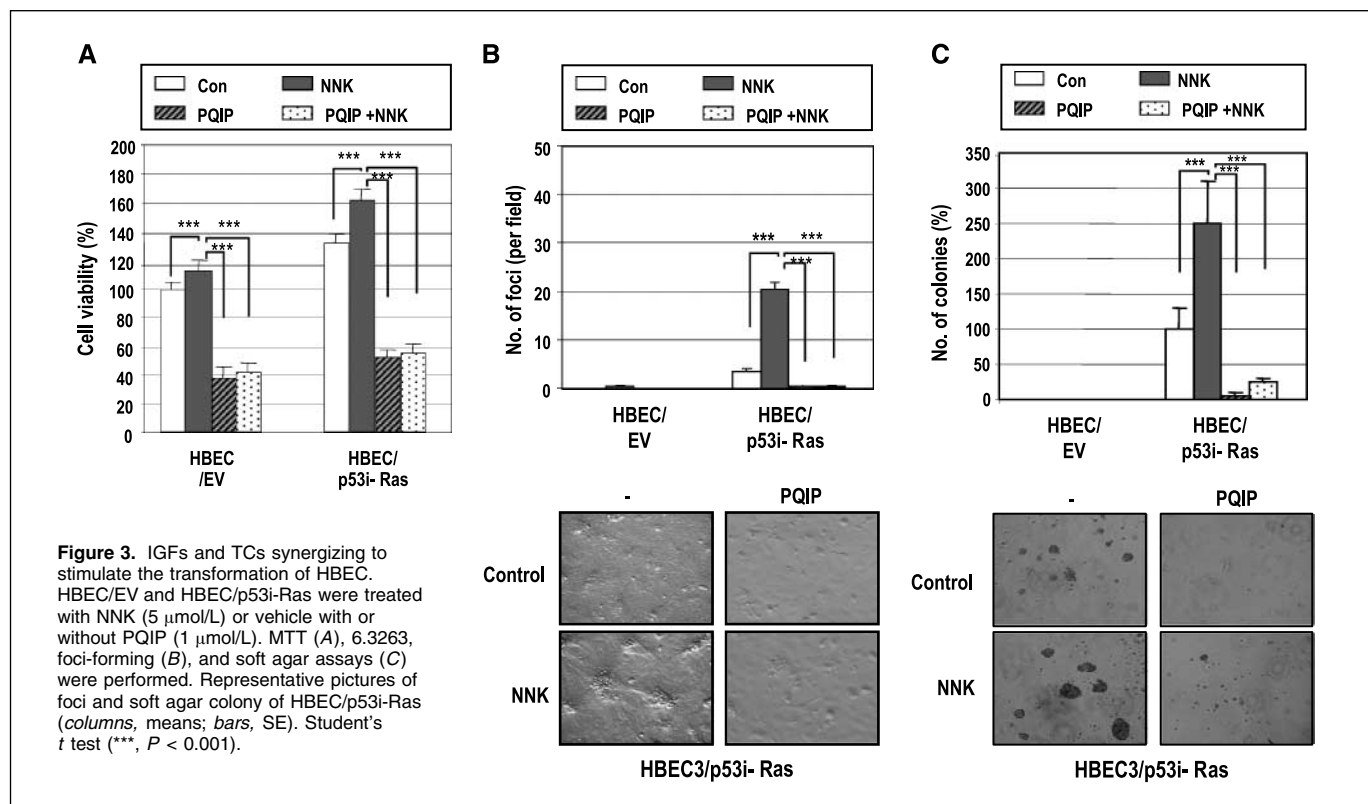 A
Con
NNK
PQIP
PQIP +NNK
Cell viability (%)
200
180
160
140
120
100
80
60
40
20
0
***
***
***
***
***
***
HBEC
/EV
HBEC/
p53i- Ras
B
Con
NNK
PQIP
PQIP +NNK
No. of foci (per field)
50
40
30
20
10
0
***
***
***
HBEC/
EV
HBEC/
p53i- Ras
-
PQIP
Control
NNK
HBEC3/p53i- Ras
C
Con
NNK
PQIP
PQIP +NNK
No. of colonies (%)
350
300
250
200
150
100
50
0
***
***
***
HBEC/
EV
HBEC/
p53i- Ras
-
PQIP
Control
NNK
HBEC3/p53i- Ras
Figure 3. IGFs and TCs synergizing to
stimulate the transformation of HBEC.
HBEC/EV and HBEC/p53i-Ras were treated
with NNK (5 μmol/L) or vehicle with or
without PQIP (1 μmol/L). MTT (A), 6.3263,
foci-forming (B), and soft agar assays (C)
were performed. Representative pictures of
foci and soft agar colony of HBEC/p53i-Ras
(columns, means; bars, SE). Student's
t test (***, P < 0.001).